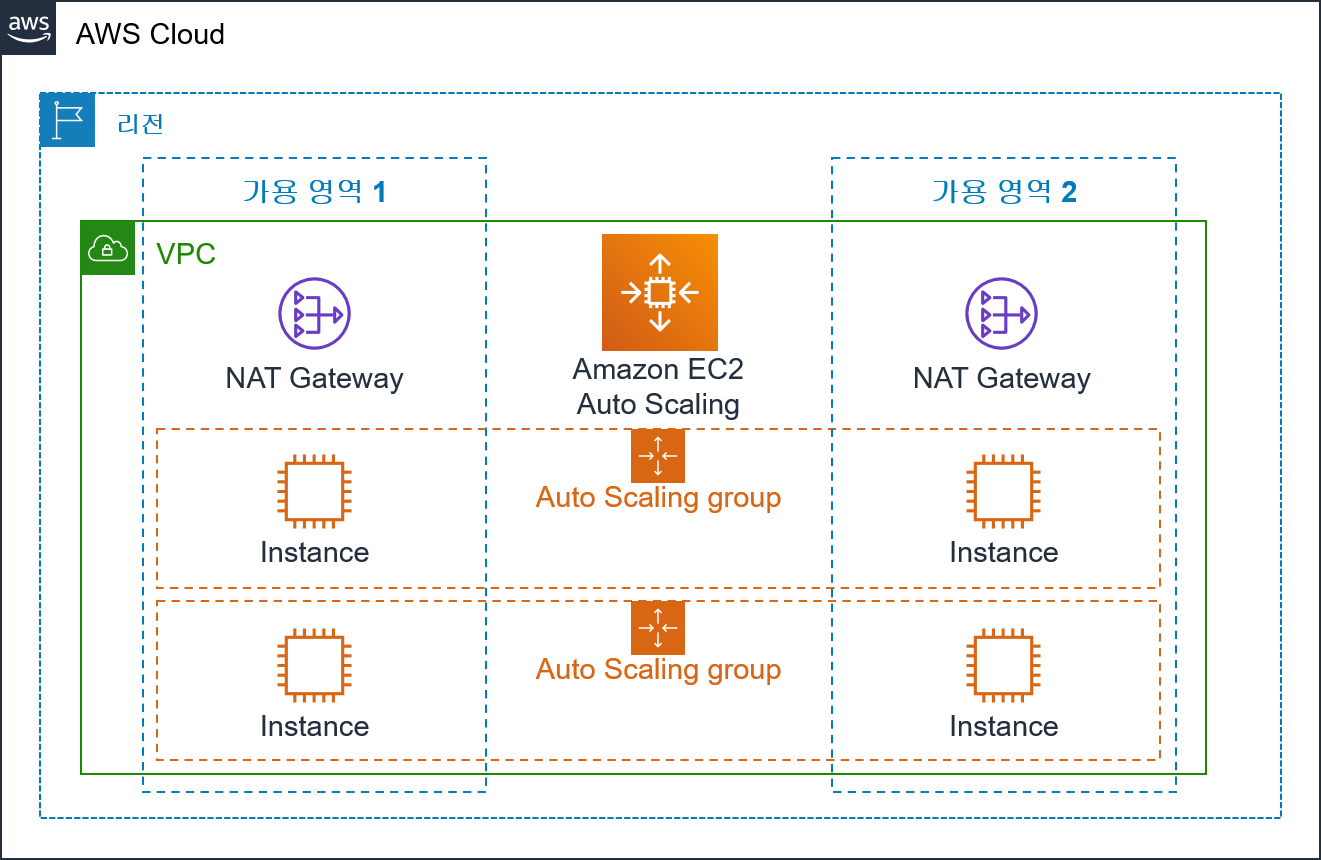 aws
AWS Cloud
리전
가용 영역 1
가용 영역 2
VPC
NAT Gateway
Amazon EC2
Auto Scaling
NAT Gateway
Auto Scaling group
Instance
Instance
Auto Scaling group
Instance
Instance